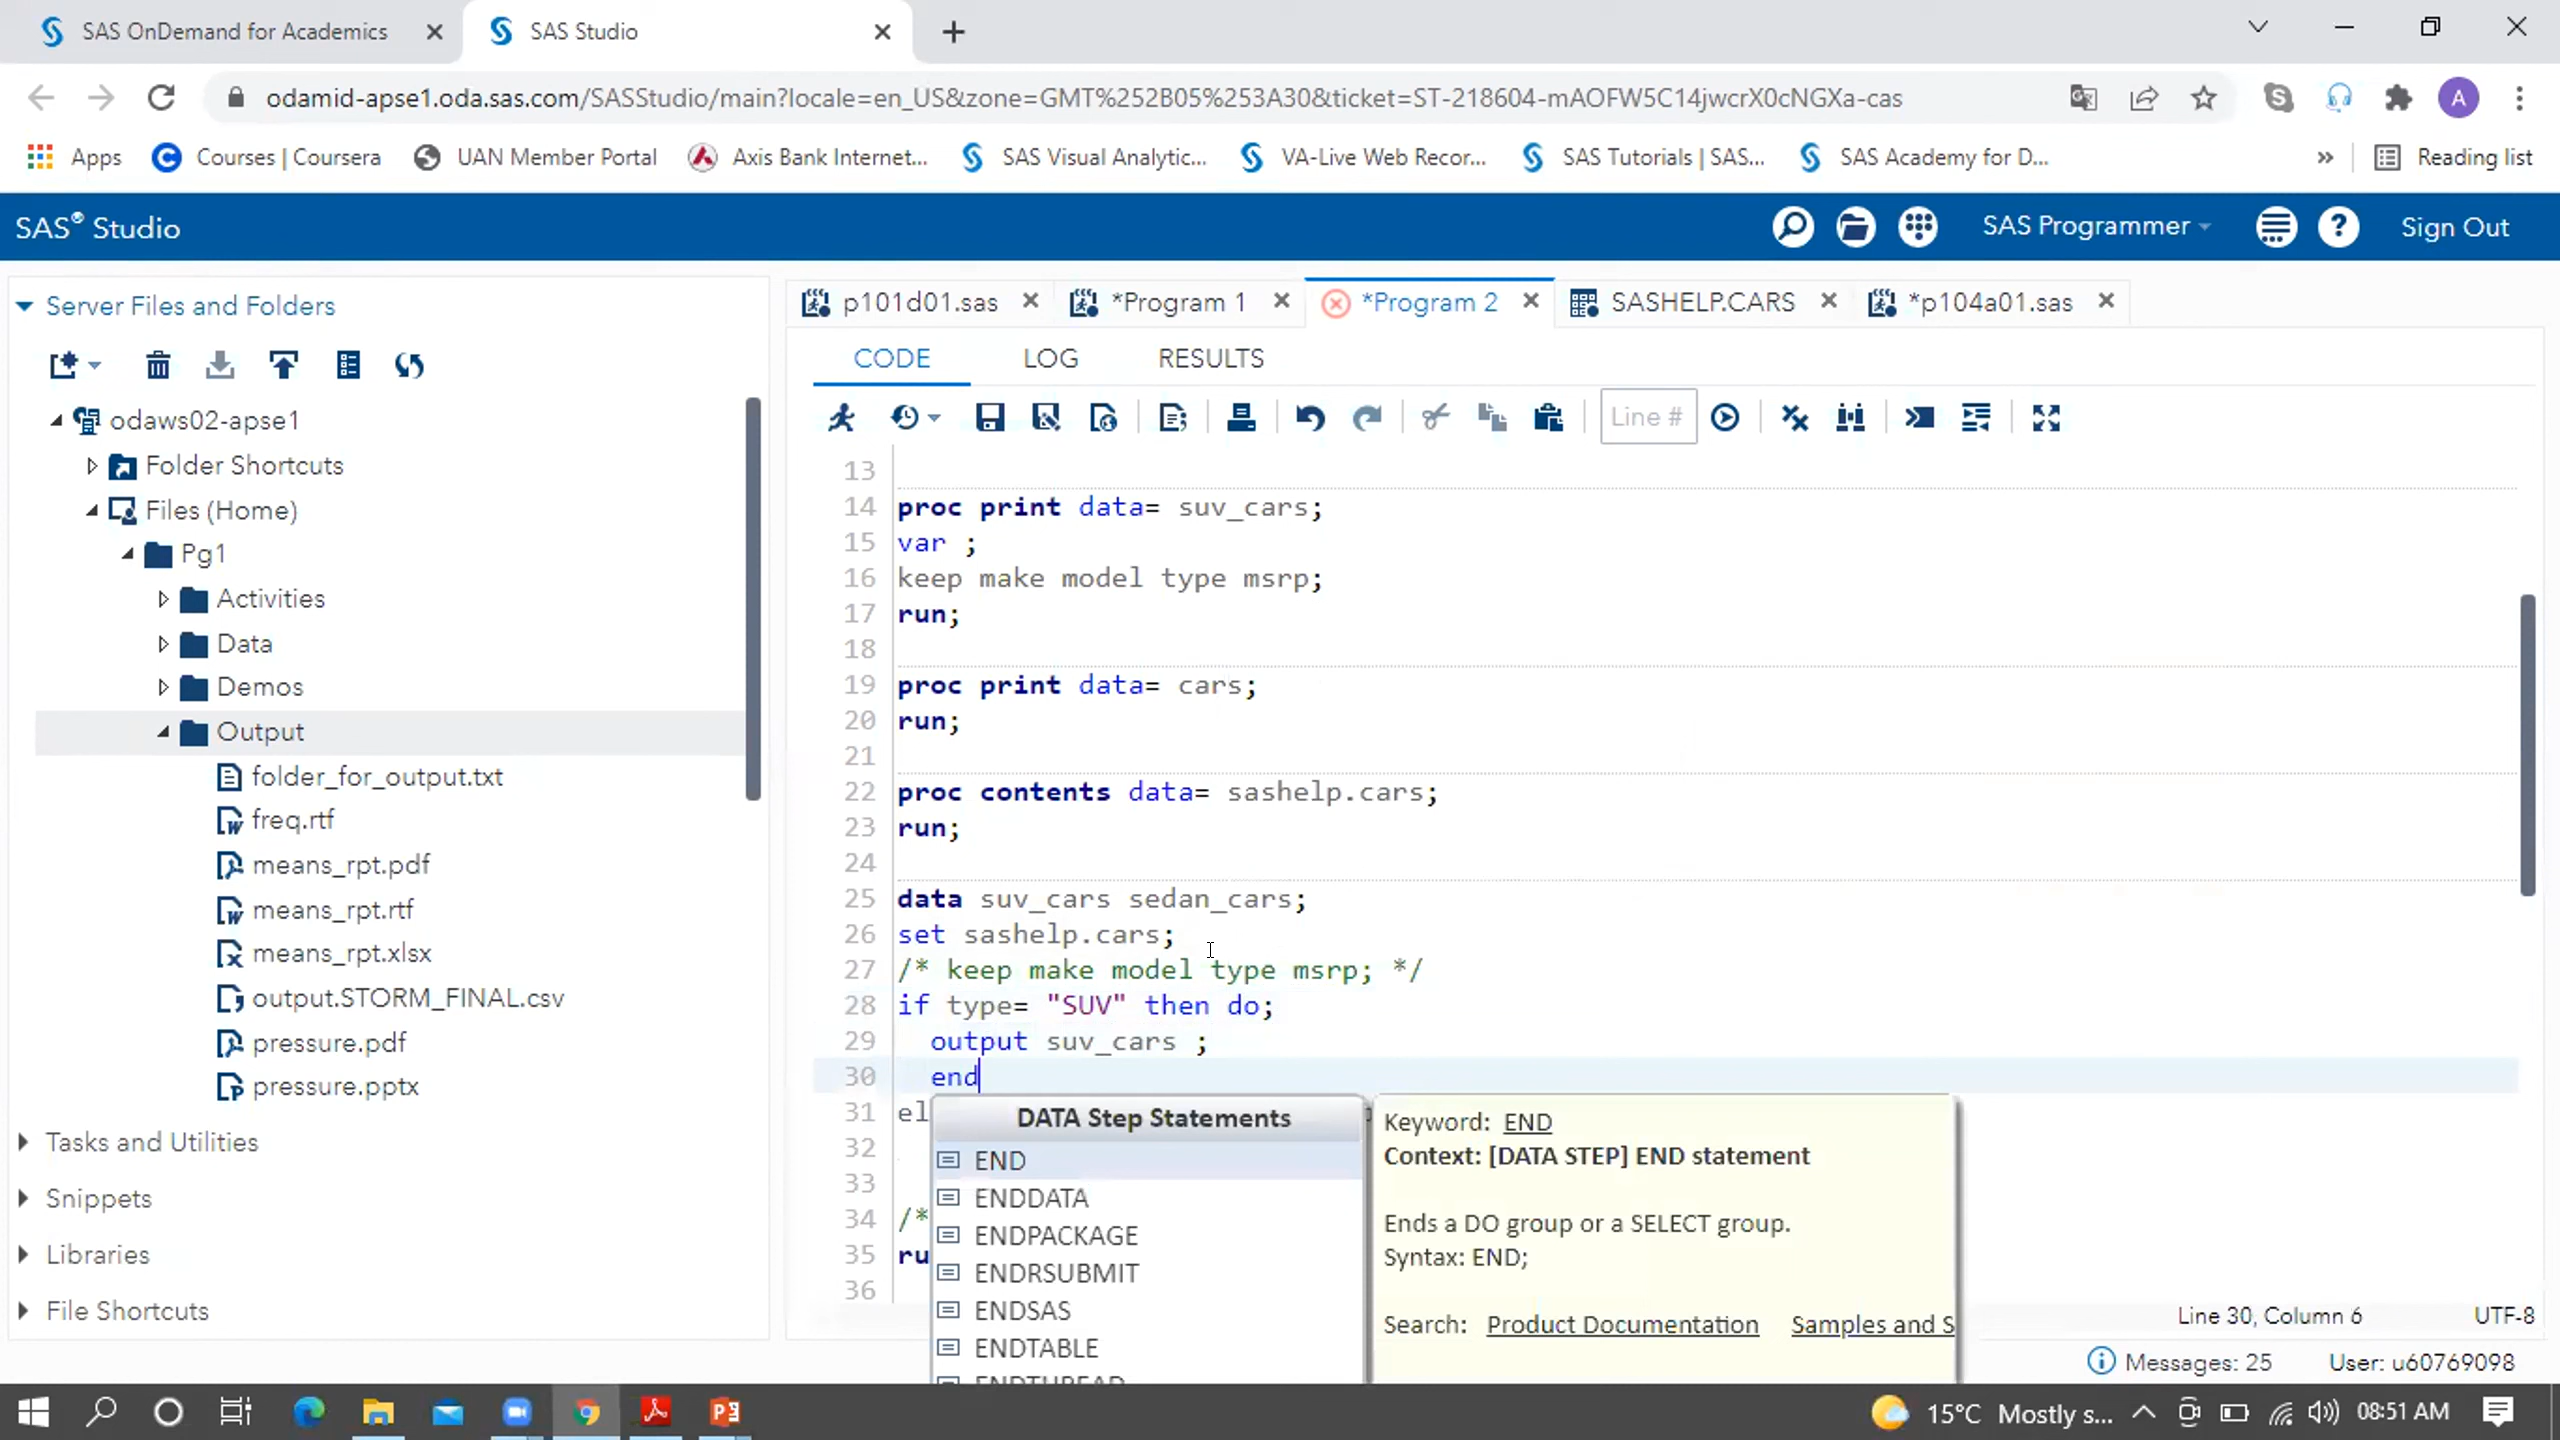 SAS OnDemand for Academics
SAS Studio
odamid-apse1.oda.sas.com/SASStudio/main?locale=en_US&zone=GMT%252B05%253A30&ticket=ST-218604-mAOFW5C14jwcrX0cNGXa-cas
A
Apps
Courses | Coursera
UAN Member Portal
Axis Bank Internet...
SAS Visual Analytic...
VA-Live Web Recor...
SAS Tutorials | SAS...
SAS Academy for D...
Reading list
SAS® Studio
SAS Programmer
Sign Out
Server Files and Folders
odaws02-apse1
Folder Shortcuts
Files (Home)
Pg1
Activities
Data
Demos
Output
folder_for_output.txt
freq.rtf
means_rpt.pdf
means_rpt.rtf
means_rpt.xlsx
output.STORM_FINAL.csv
pressure.pdf
pressure.pptx
Tasks and Utilities
Snippets
Libraries
File Shortcuts
p101d01.sas
*Program 1
*Program 2
SASHELP.CARS
*p104a01.sas
CODE LOG RESULTS
Line #
13
14 proc print data= suv_cars;
15 var ;
16 keep make model type msrp;
17 run;
18
19 proc print data= cars;
20 run;
21
22 proc contents data= sashelp.cars;
23 run;
24
25 data suv_cars sedan_cars;
26 set sashelp.cars;
27 /* keep make model type msrp; */
28 if type= "SUV" then do;
29 output suv_cars ;
30 end
31 el
32
33
34 /*
35 ru
36
DATA Step Statements
END
ENDDATA
ENDPACKAGE
ENDRSUBMIT
ENDSAS
ENDTABLE
ENDTHREAD
Keyword: END
Context: [DATA STEP] END statement
Ends a DO group or a SELECT group.
Syntax: END;
Search: Product Documentation Samples and S
Line 30, Column 6
UTF-8
Messages: 25
User: u60769098
15°C Mostly s...
08:51 AM